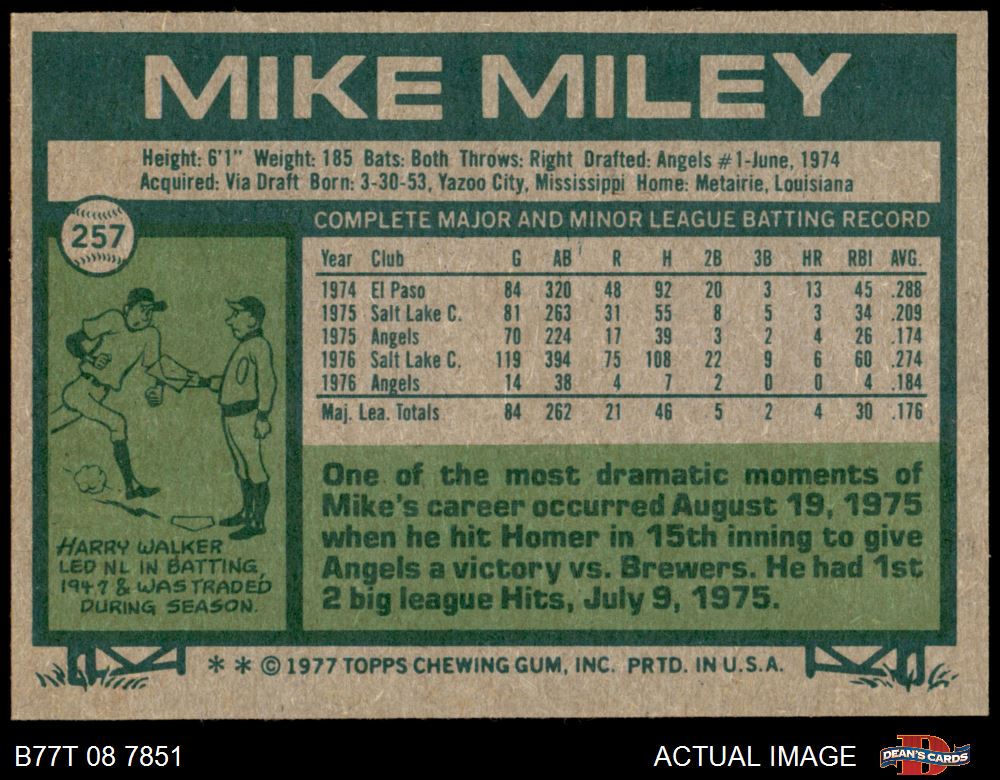 MIKE MILEY
Height: 6'1" Weight: 185 Bats: Both Throws: Right Drafted: Angels #1-June, 1974
Acquired: Via Draft Born: 3-30-53, Yazoo City, Mississippi Home: Metairie, Louisiana
257
COMPLETE MAJOR AND MINOR LEAGUE BATTING RECORD
Year Club G AB R H 2B 3B HR RBI AVG.
1974 El Paso 84 320 48 92 20 3 13 45 .288
1975 Salt Lake C. 81 263 31 55 8 5 3 34 .209
1975 Angels 70 224 17 39 3 2 4 26 .174
1976 Salt Lake C. 119 394 75 108 22 9 6 60 .274
1976 Angels 14 38 4 7 2 0 0 4 .184
Maj. Lea. Totals 84 262 21 46 5 2 4 30 .176
HARRY WALKER
LED NL IN BATTING,
1947 & WAS TRADED
DURING SEASON.
One of the most dramatic moments of
Mike's career occurred August 19, 1975
when he hit Homer in 15th inning to give
Angels a victory vs. Brewers. He had 1st
2 big league Hits, July 9, 1975.
* * © 1977 TOPPS CHEWING GUM, INC. PRTD. IN U.S.A.
B77T 08 7851
ACTUAL IMAGE
DEAN'S CARDS